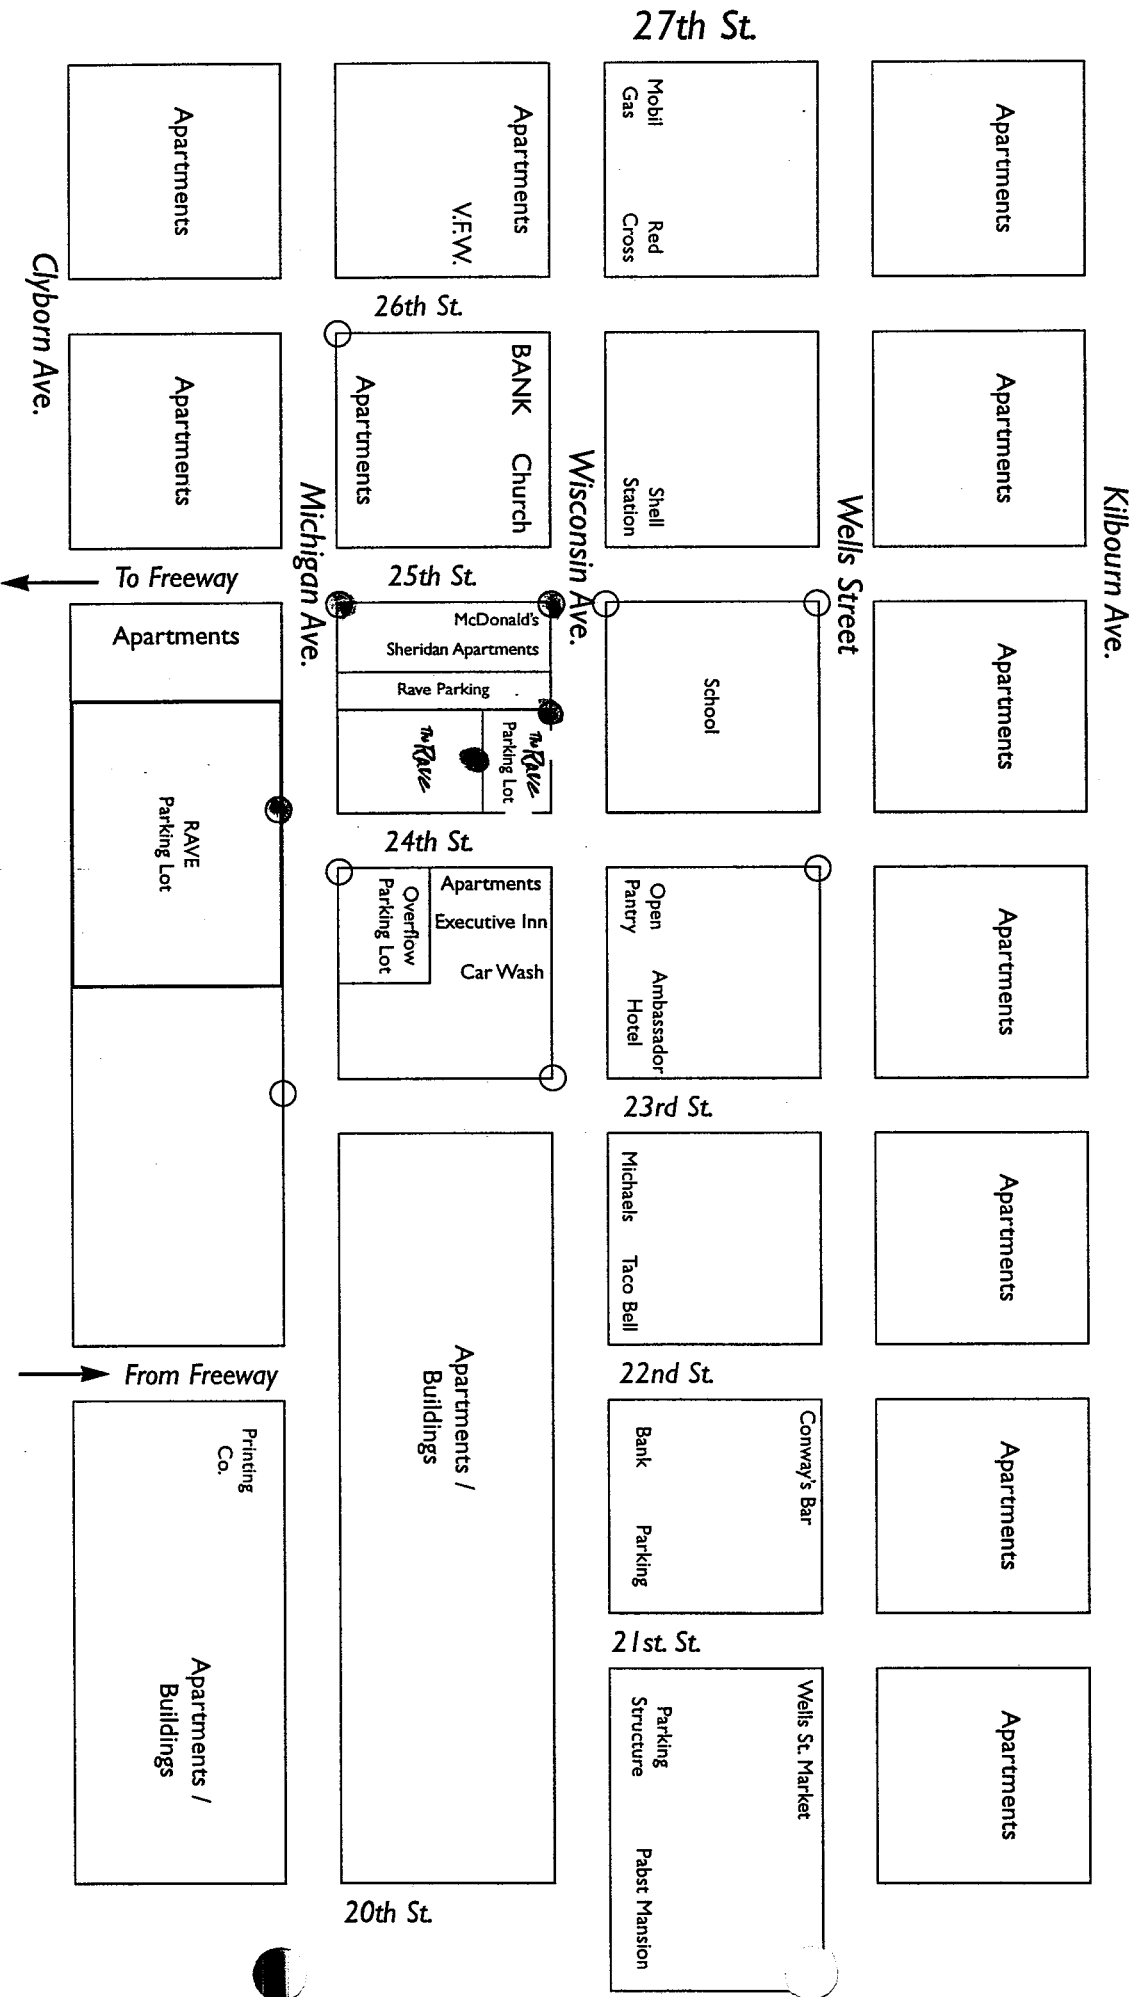 27th St.
Apartments
Apartments
V.F.W.
Mobil
Gas
Red
Cross
Apartments
Clyborn Ave.
26th St.
Apartments
BANK Church
Apartments
Shell
Station
Apartments
Michigan Ave.
Wisconsin Ave.
Wells Street
Kilbourn Ave.
To Freeway
25th St.
Apartments
McDonald's
Sheridan Apartments
Rave Parking
The Rave
The Rave
Parking Lot
School
Apartments
RAVE
Parking Lot
24th St.
Apartments
Executive Inn
Car Wash
Overflow
Parking Lot
Open
Pantry
Ambassador
Hotel
Apartments
23rd St.
Michaels Taco Bell
Apartments
Apartments /
Buildings
From Freeway
22nd St.
Printing
Co.
Conway's Bar
Bank Parking
Apartments
21st. St.
Apartments /
Buildings
Wells St. Market
Parking
Structure
Pabst Mansion
Apartments
20th St.